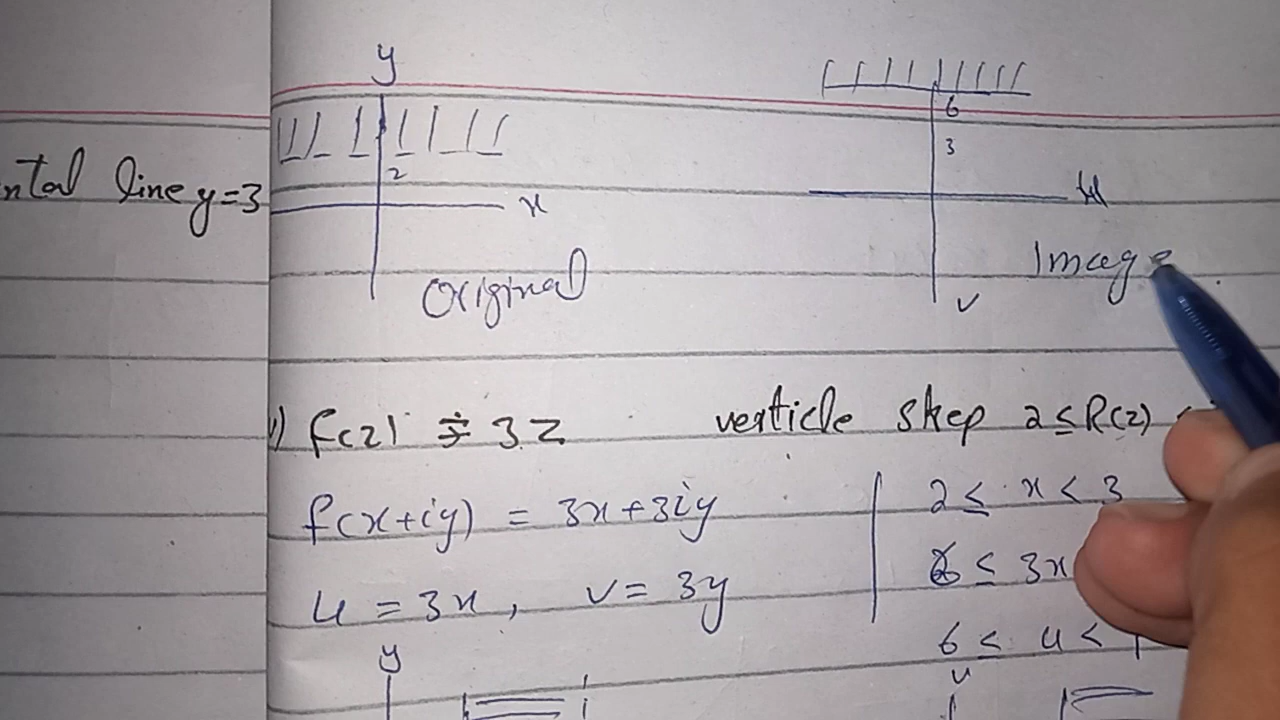 y
6
3
ntal line y=3
2
x
Original
Image
v
f(z) = 3z verticle step 2≤R(z)
f(x+iy) = 3x+3iy
2 ≤ x < 3
6 ≤ 3x
u = 3x, v = 3y
6 ≤ u <
y
u